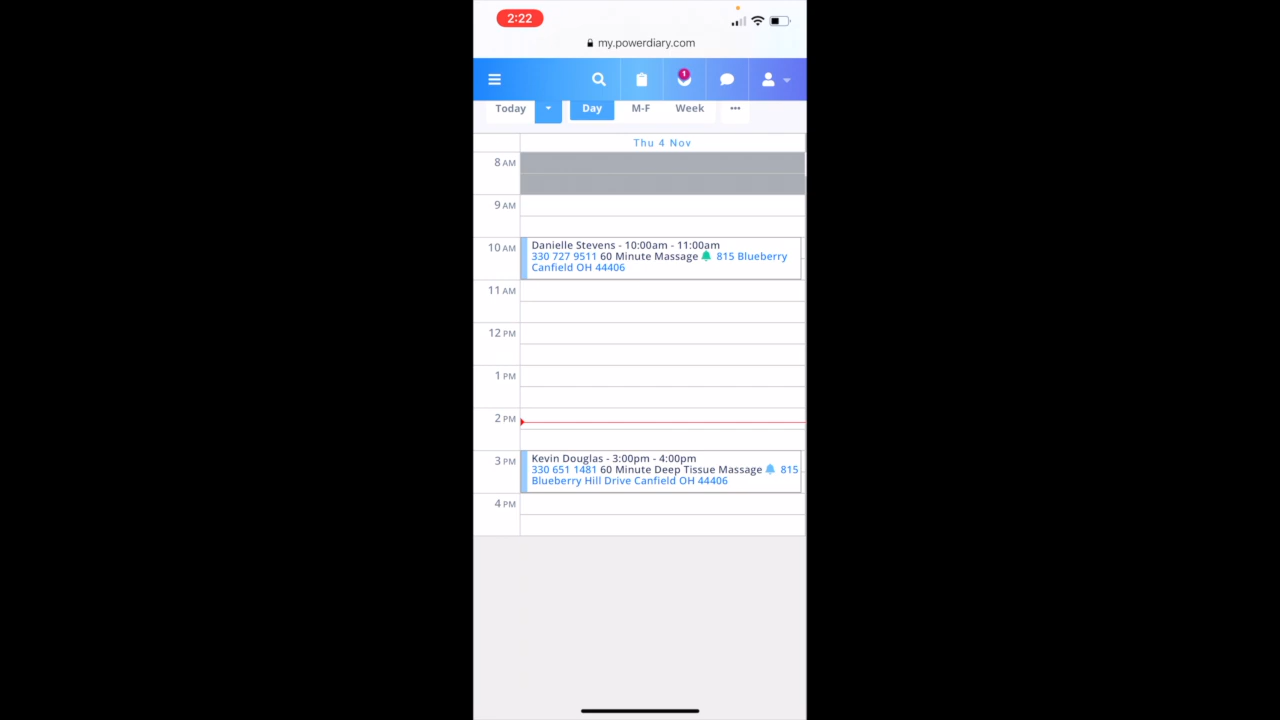 2:22
my.powerdiary.com
1
Today Day M-F Week
Thu 4 Nov
8 AM
9 AM
10 AM
Danielle Stevens - 10:00am - 11:00am
330 727 9511 60 Minute Massage 815 Blueberry
Canfield OH 44406
11 AM
12 PM
1 PM
2 PM
3 PM
Kevin Douglas - 3:00pm - 4:00pm
330 651 1481 60 Minute Deep Tissue Massage 815
Blueberry Hill Drive Canfield OH 44406
4 PM